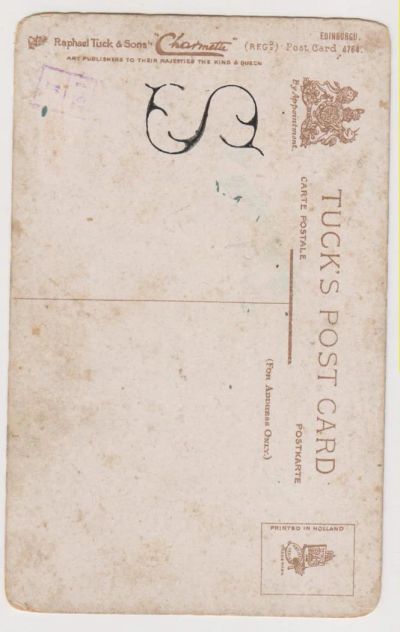 EDINBURGH.
Raphael Tuck & Sons' "Charmette" (REGD) Post Card 4764.
ART PUBLISHERS TO THEIR MAJESTIES THE KING & QUEEN
By Appointment.
TUCK'S POST CARD
CARTE POSTALE
POSTKARTE
(FOR ADDRESS ONLY.)
PRINTED IN HOLLAND